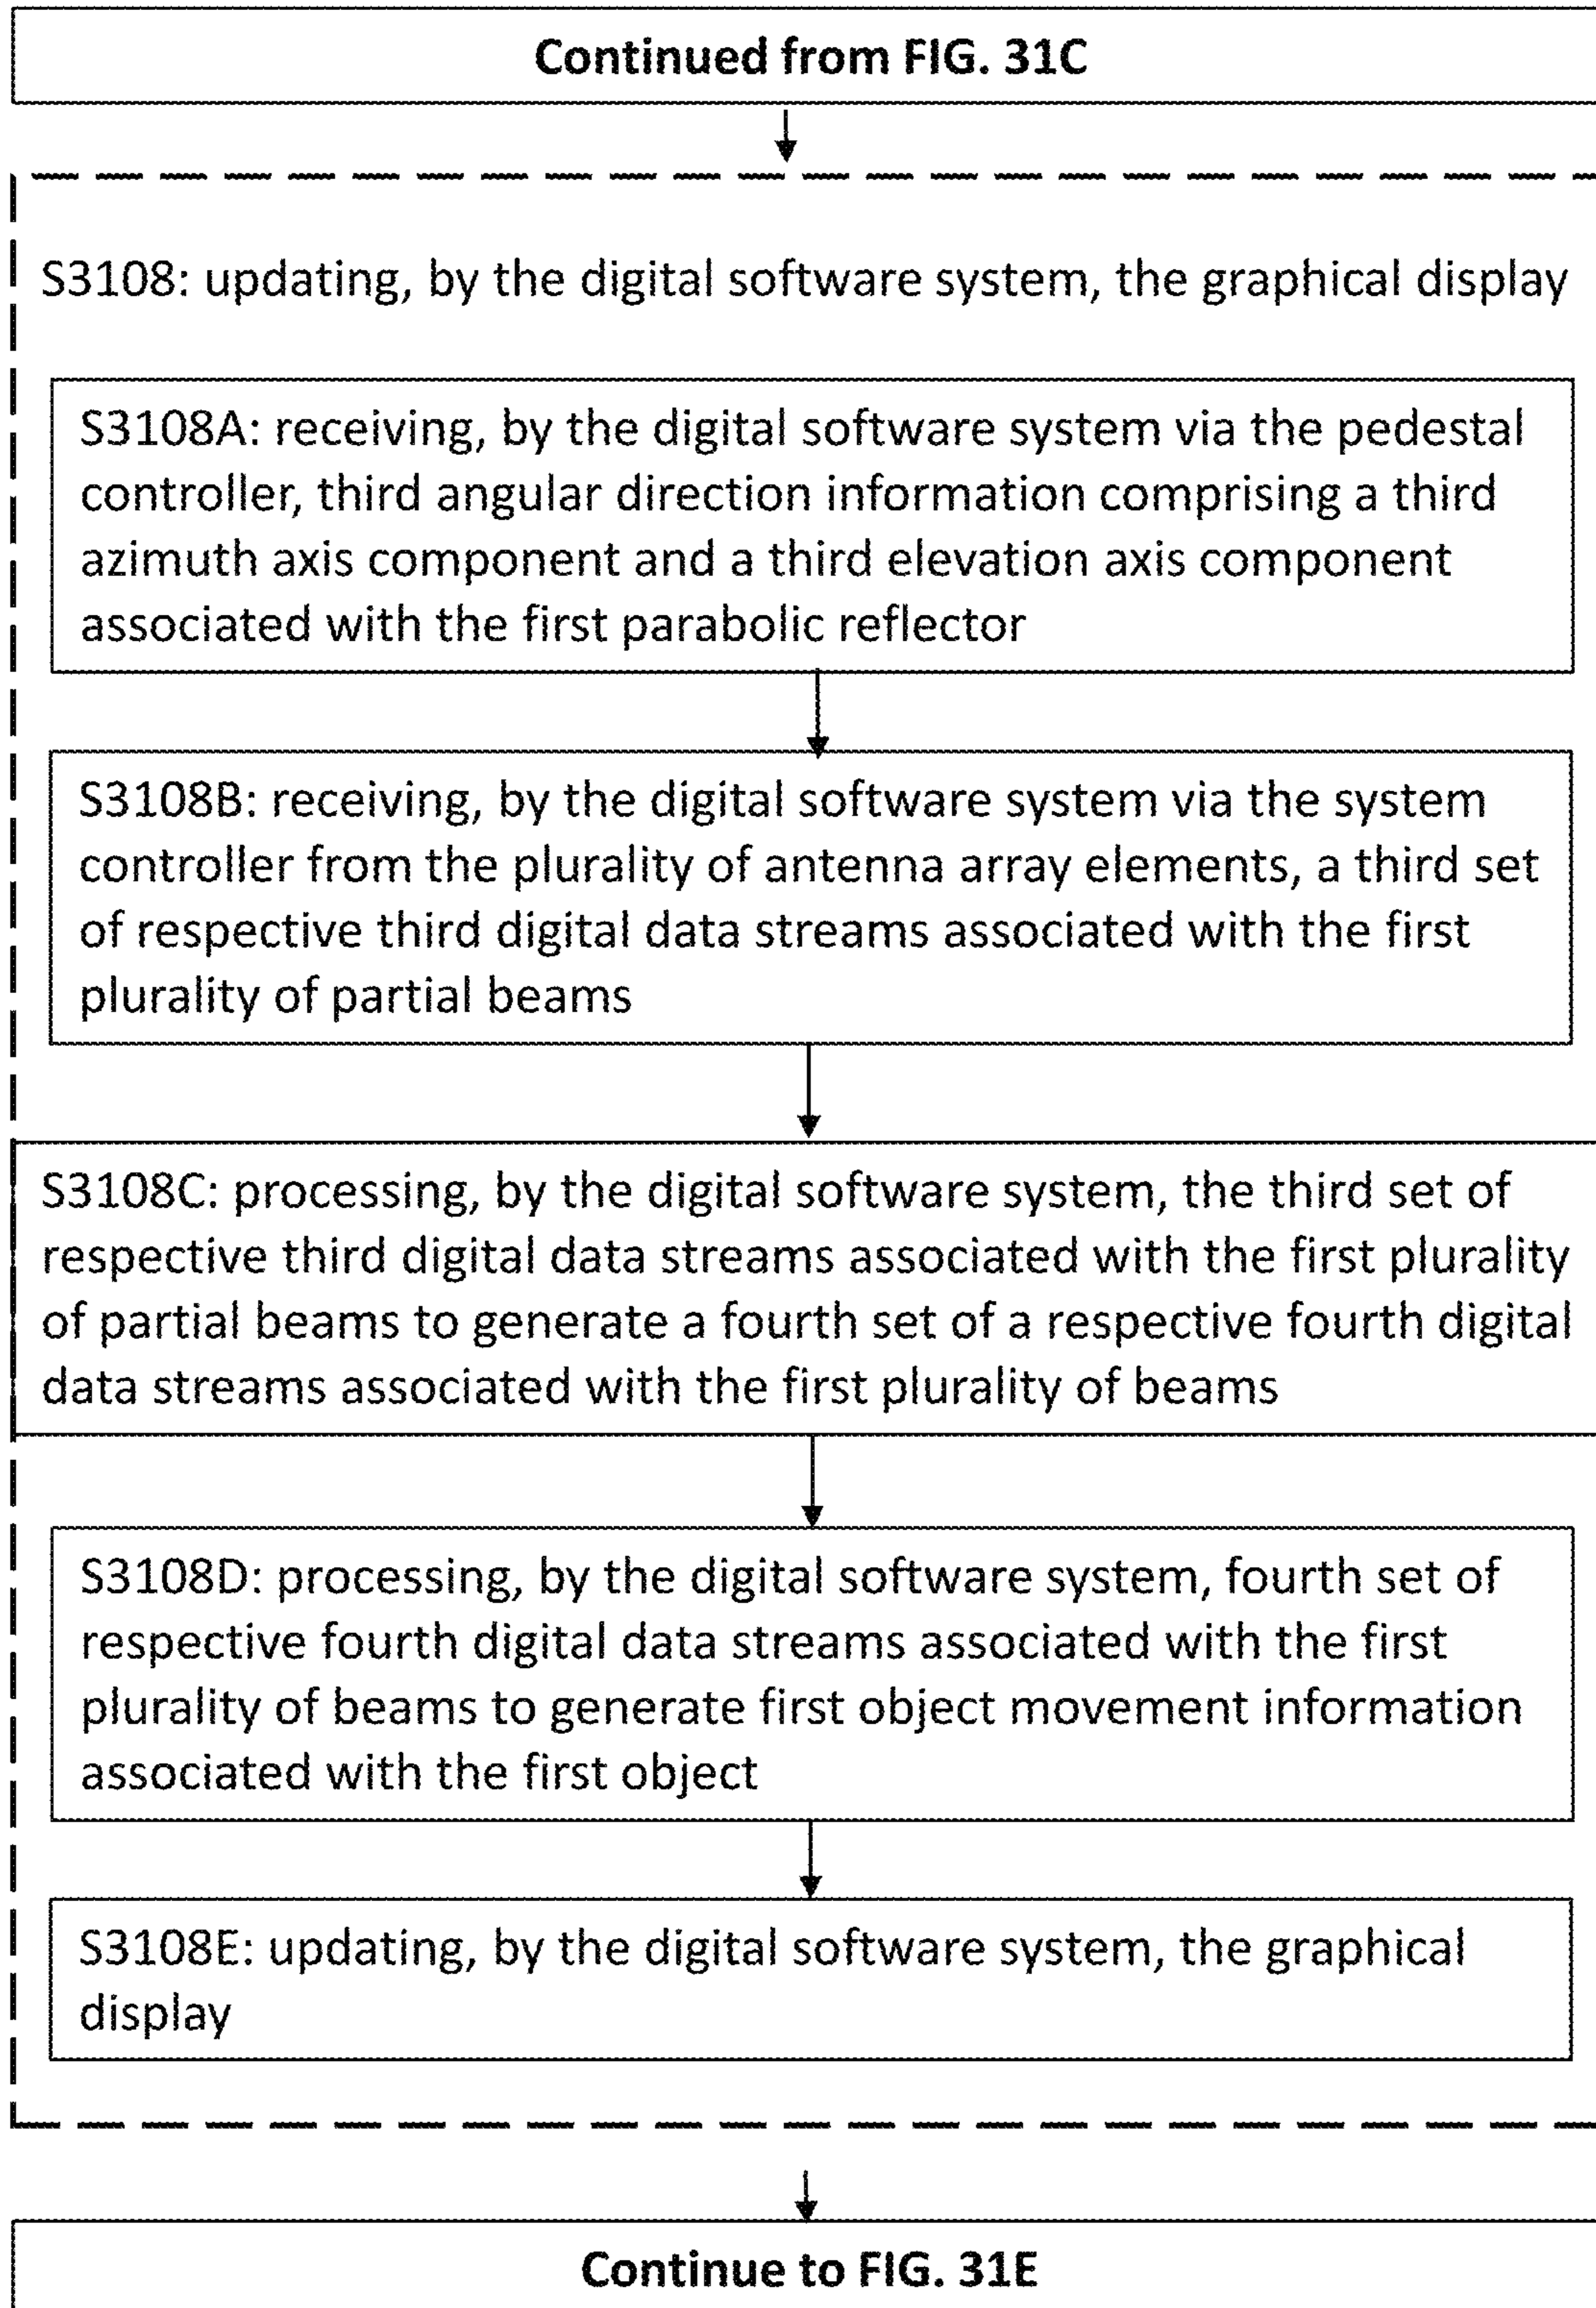 Continued from FIG. 31C
S3108: updating, by the digital software system, the graphical display
S3108A: receiving, by the digital software system via the pedestal
controller, third angular direction information comprising a third
azimuth axis component and a third elevation axis component
associated with the first parabolic reflector
S3108B: receiving, by the digital software system via the system
controller from the plurality of antenna array elements, a third set
of respective third digital data streams associated with the first
plurality of partial beams
S3108C: processing, by the digital software system, the third set of
respective third digital data streams associated with the first plurality
of partial beams to generate a fourth set of a respective fourth digital
data streams associated with the first plurality of beams
S3108D: processing, by the digital software system, fourth set of
respective fourth digital data streams associated with the first
plurality of beams to generate first object movement information
associated with the first object
S3108E: updating, by the digital software system, the graphical
display
Continue to FIG. 31E